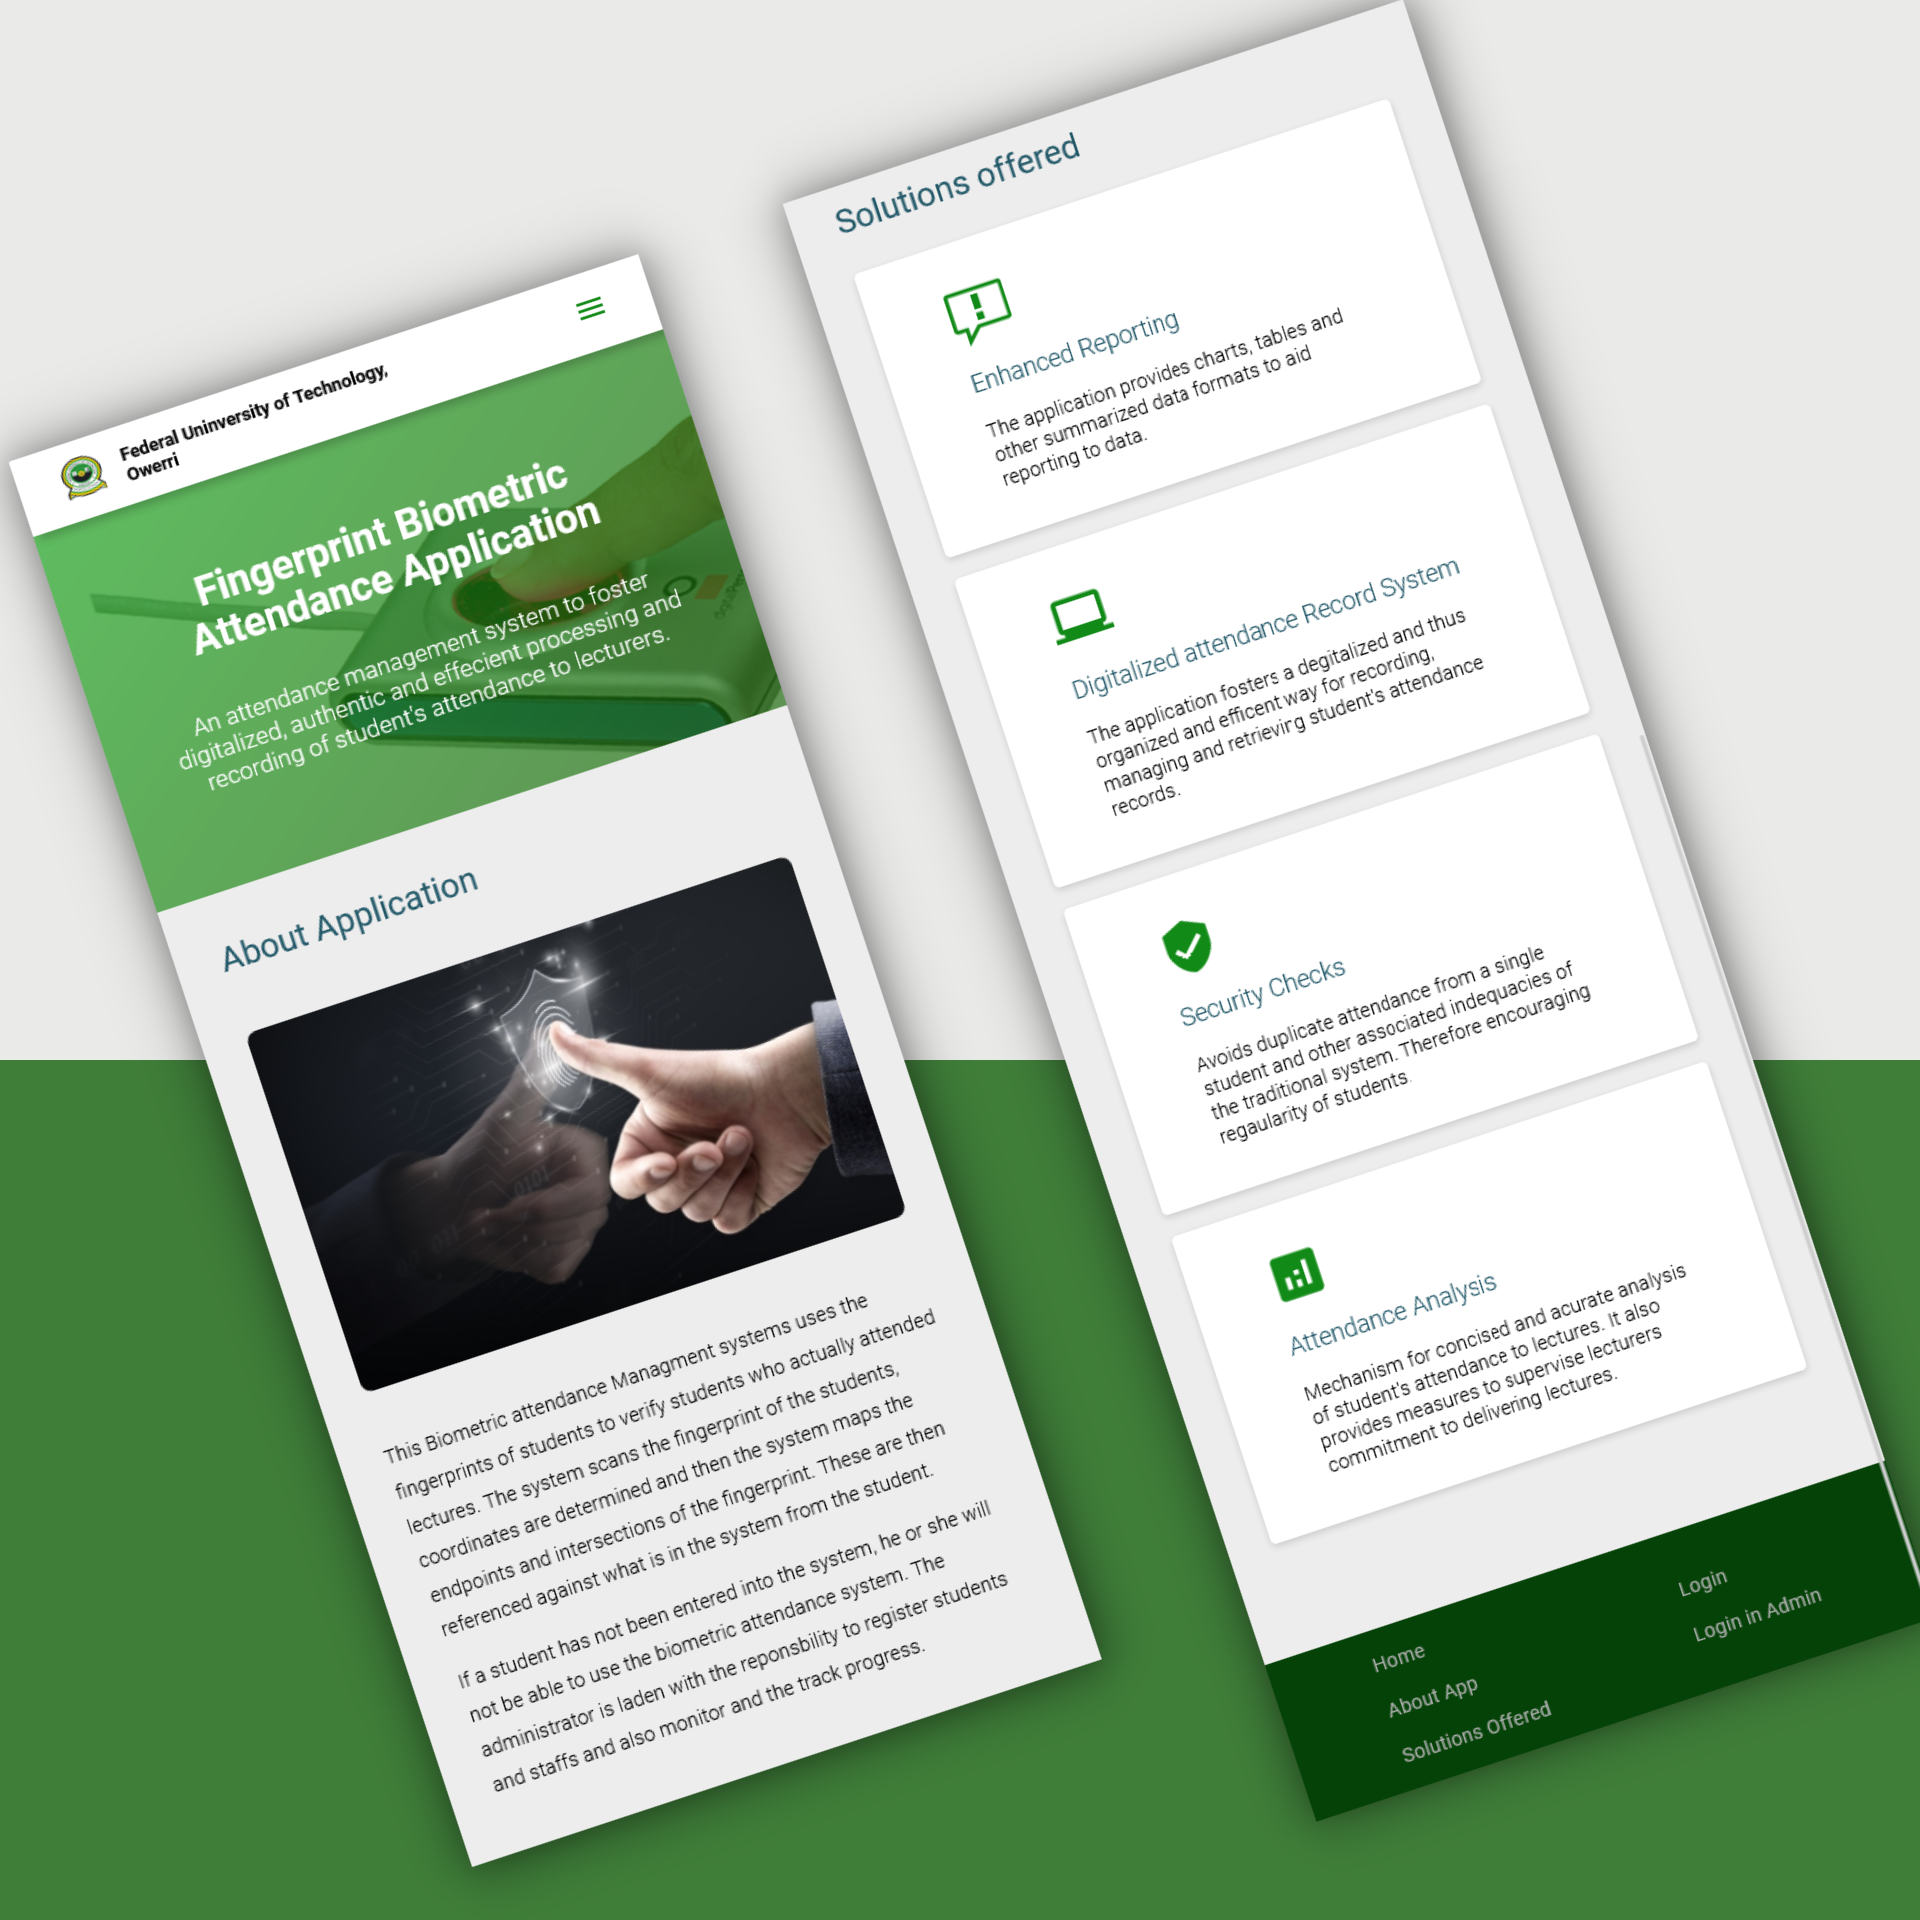 Federal Uninversity of Technology,
Owerri
Fingerprint Biometric
Attendance Application
An attendance management system to foster
digitalized, authentic and effecient processing and
recording of student's attendance to lecturers.
About Application
This Biometric attendance Managment systems uses the
fingerprints of students to verify students who actually attended
lectures. The system scans the fingerprint of the students,
coordinates are determined and then the system maps the
endpoints and intersections of the fingerprint. These are then
referenced against what is in the system from the student.
If a student has not been entered into the system, he or she will
not be able to use the biometric attendance system. The
administrator is laden with the reponsbility to register students
and staffs and also monitor and the track progress.
Solutions offered
Enhanced Reporting
The application provides charts, tables and
other summarized data formats to aid
reporting to data.
Digitalized attendance Record System
The application fosters a degitalized and thus
organized and efficent way for recording,
managing and retrieving student's attendance
records.
Security Checks
Avoids duplicate attendance from a single
student and other associated indequacies of
the traditional system. Therefore encouraging
regaularity of students.
Attendance Analysis
Mechanism for concised and acurate analysis
of student's attendance to lectures. It also
provides measures to supervise lecturers
commitment to delivering lectures.
Home
About App
Solutions Offered
Login
Login in Admin